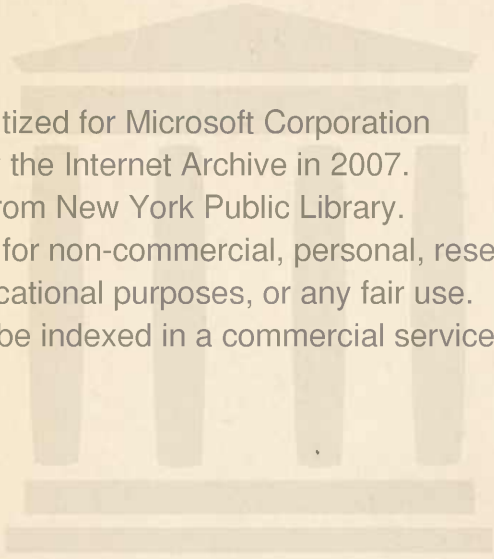 tized for Microsoft Corporation
the Internet Archive in 2007.
rom New York Public Library.
for non-commercial, personal, rese
cational purposes, or any fair use.
be indexed in a commercial service